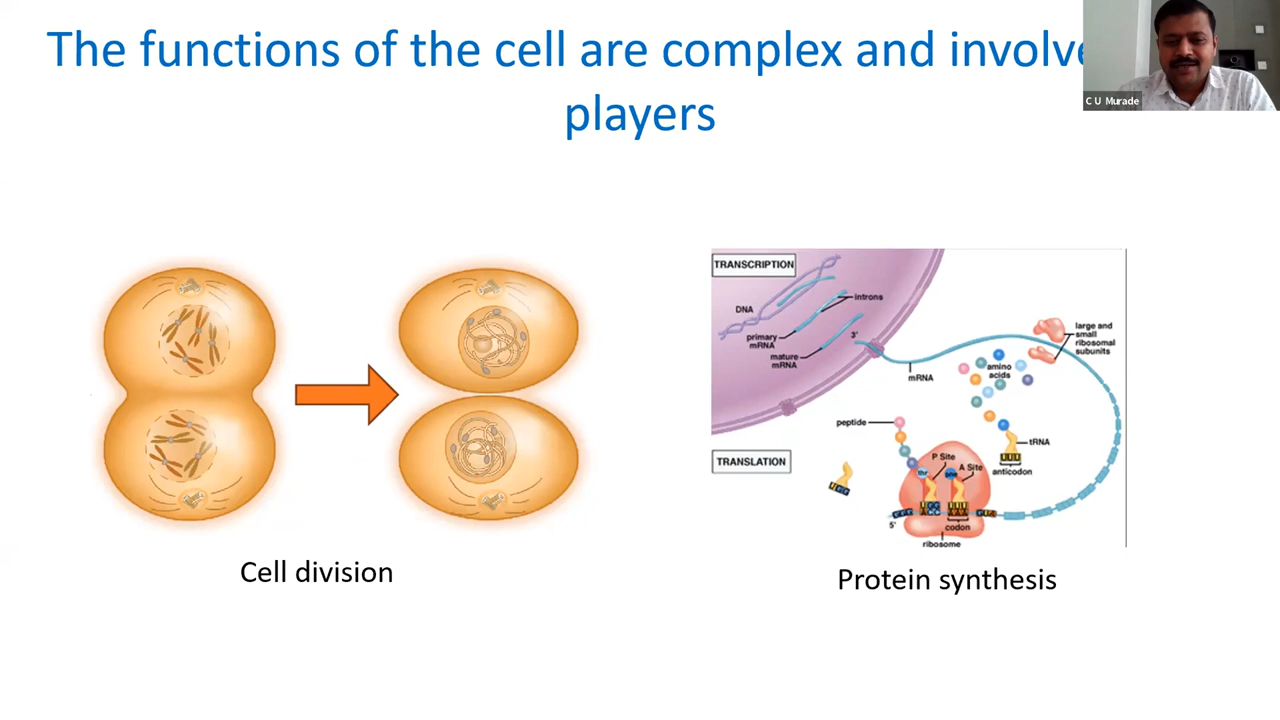 The functions of the cell are complex and involve
players
C U Murade
TRANSCRIPTION
DNA
introns
primary
mRNA
mature
mRNA
3'
mRNA
large and
small
ribosomal
subunits
amino
acids
peptide
tRNA
anticodon
TRANSLATION
P Site
A Site
5'
codon
ribosome
Cell division
Protein synthesis